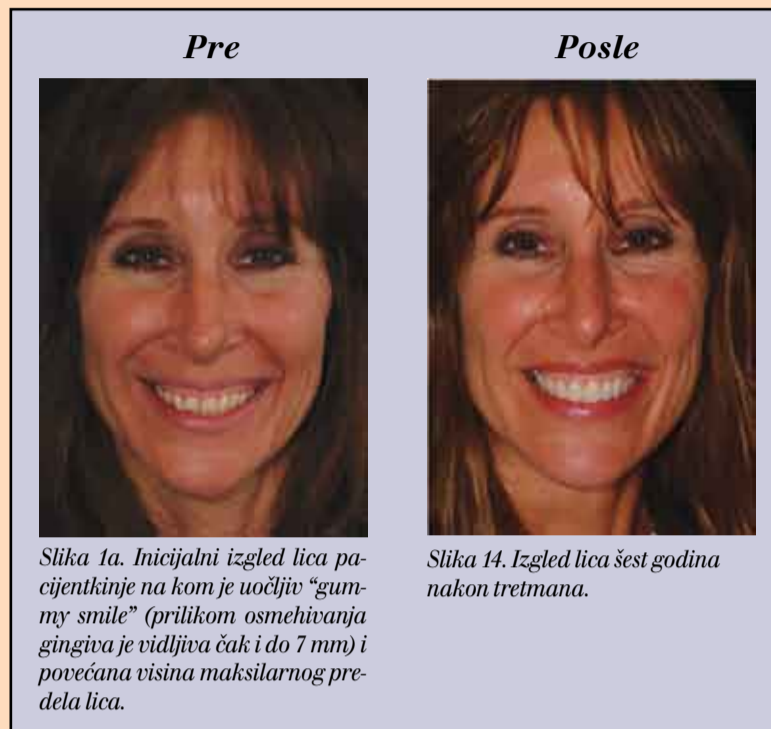 Pre
Posle
Slika 1a. Inicijalni izgled lica pa-
cijentkinje na kom je uočljiv “gum-
my smile” (prilikom osmehivanja
gingiva je vidljiva čak i do 7 mm) i
povećana visina maksilarnog pre-
dela lica.
Slika 14. Izgled lica šest godina
nakon tretmana.